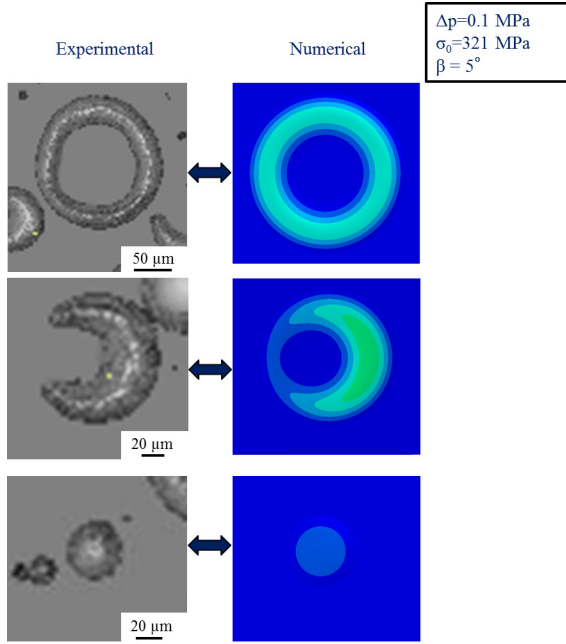 Δp=0.1 MPa
σ₀=321 MPa
β = 5°
Experimental
Numerical
50 µm
20 µm
20 µm